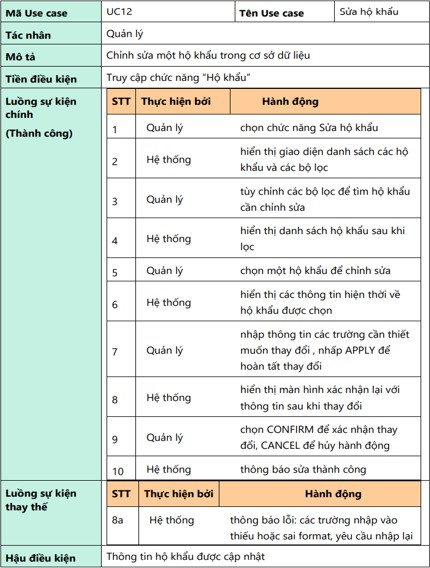 Mã Use case UC12 Tên Use case Sửa hộ khẩu
Tác nhân Quản lý
Mô tả Chỉnh sửa một hộ khẩu trong cơ sở dữ liệu
Tiền điều kiện Truy cập chức năng “Hộ khẩu”
Luồng sự kiện
chính
(Thành công)
STT Thực hiện bởi Hành động
1 Quản lý chọn chức năng Sửa hộ khẩu
2 Hệ thống hiển thị giao diện danh sách các hộ
khẩu và các bộ lọc
3 Quản lý tùy chỉnh các bộ lọc để tìm hộ khẩu
cần chỉnh sửa
4 Hệ thống hiển thị danh sách hộ khẩu sau khi
lọc
5 Quản lý chọn một hộ khẩu để chỉnh sửa
6 Hệ thống hiển thị các thông tin hiện thời về
hộ khẩu được chọn
7 Quản lý nhập thông tin các trường cần thiết
muốn thay đổi , nhấp APPLY để
hoàn tất thay đổi
8 Hệ thống hiển thị màn hình xác nhận lại với
thông tin sau khi thay đổi
9 Quản lý chọn CONFIRM để xác nhận thay
đổi, CANCEL để hủy hành động
10 Hệ thống thông báo sửa thành công
Luồng sự kiện
thay thế
STT Thực hiện bởi Hành động
8a Hệ thống thông báo lỗi: các trường nhập vào
thiếu hoặc sai format, yêu cầu nhập lại
Hậu điều kiện Thông tin hộ khẩu được cập nhật